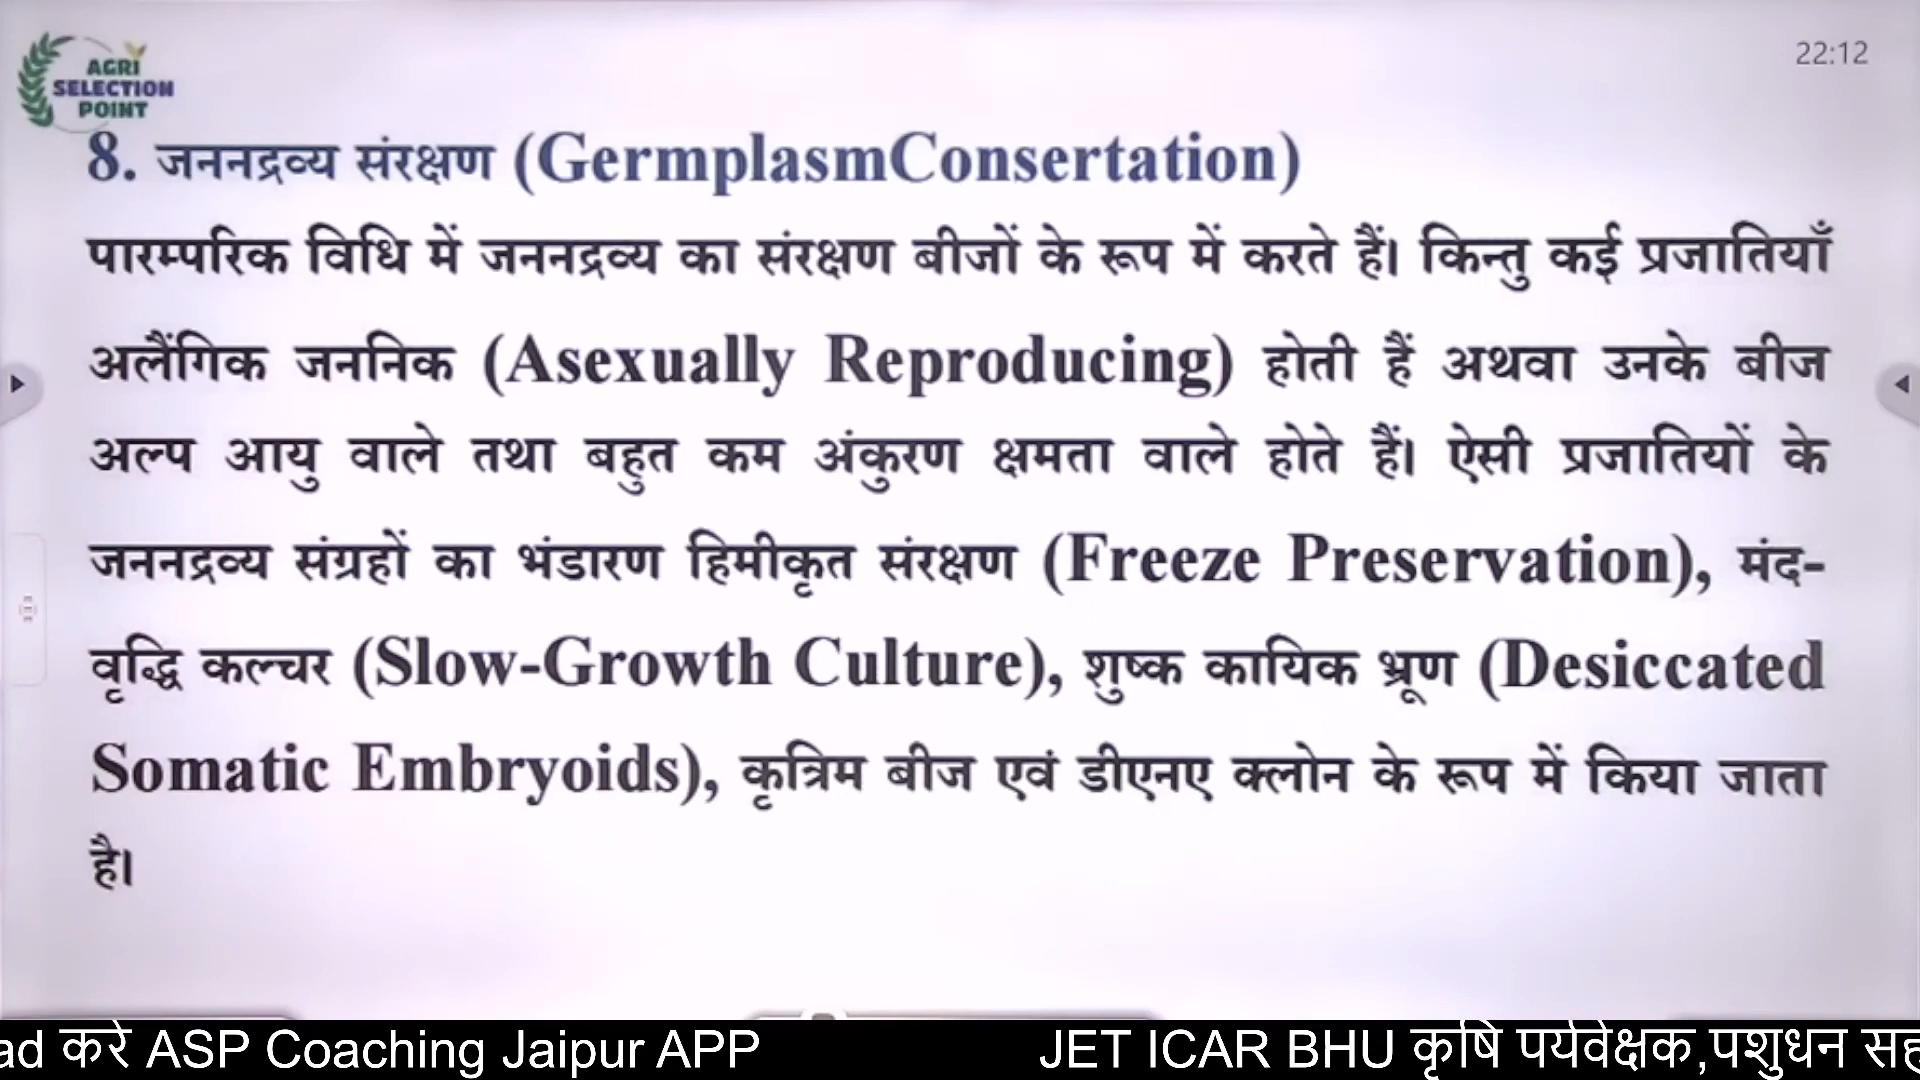 AGRI
SELECTION
POINT
22:12
8. जननद्रव्य संरक्षण (GermplasmConsertation)
पारम्परिक विधि में जननद्रव्य का संरक्षण बीजों के रूप में करते हैं। किन्तु कई प्रजातियाँ
अलैंगिक जननिक (Asexually Reproducing) होती हैं अथवा उनके बीज
अल्प आयु वाले तथा बहुत कम अंकुरण क्षमता वाले होते हैं। ऐसी प्रजातियों के
जननद्रव्य संग्रहों का भंडारण हिमीकृत संरक्षण (Freeze Preservation), मंद-
वृद्धि कल्चर (Slow-Growth Culture), शुष्क कायिक भ्रूण (Desiccated
Somatic Embryoids), कृत्रिम बीज एवं डीएनए क्लोन के रूप में किया जाता
है।
ad करे ASP Coaching Jaipur APP JET ICAR BHU कृषि पर्यवेक्षक,पशुधन सह